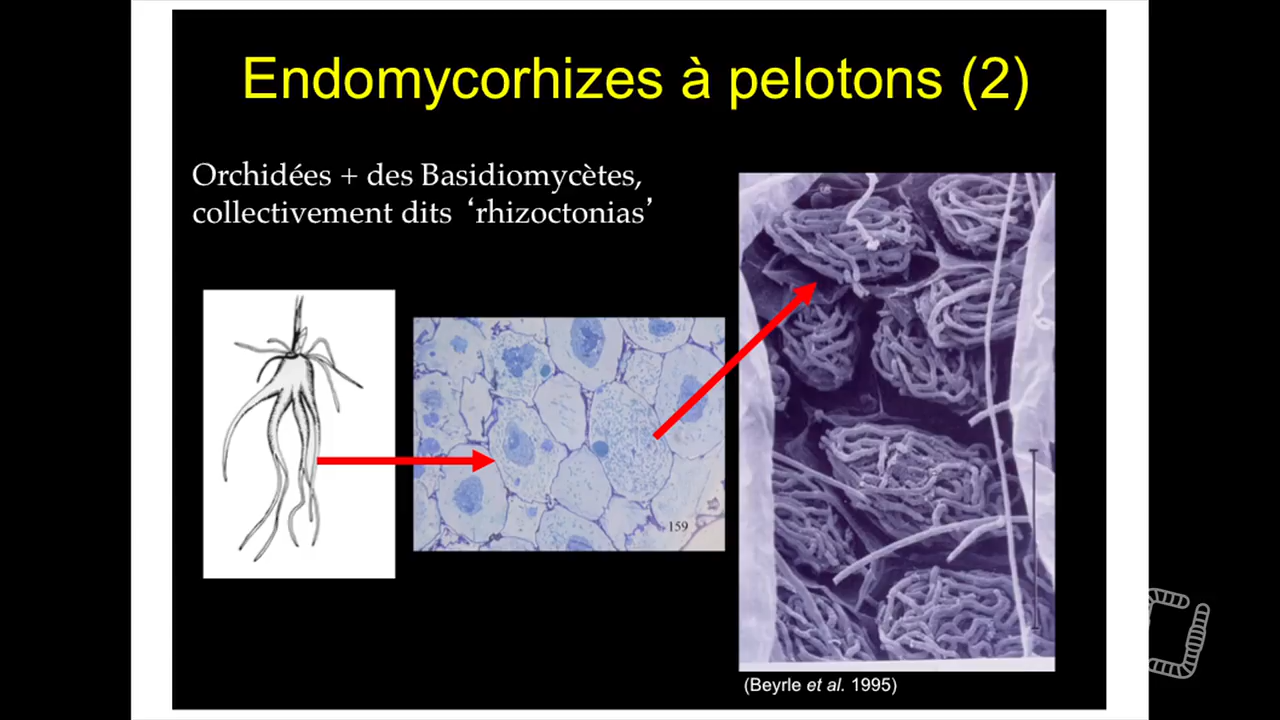 Endomycorhizes à pelotons (2)
Orchidées + des Basidiomycètes,
collectivement dits ‘rhizoctonias’
159
(Beyrle et al. 1995)